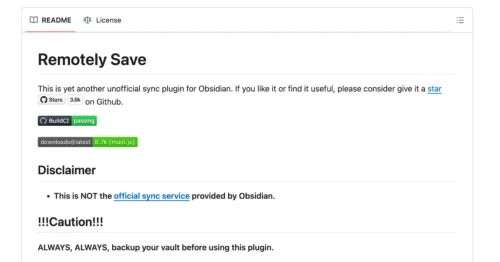 README License
Remotely Save
This is yet another unofficial sync plugin for Obsidian. If you like it or find it useful, please consider give it a star
Stars 3.8k on Github.
BuildCI passing
downloads@latest 6.7k [main.js]
Disclaimer
• This is NOT the official sync service provided by Obsidian.
!!!Caution!!!
ALWAYS, ALWAYS, backup your vault before using this plugin.